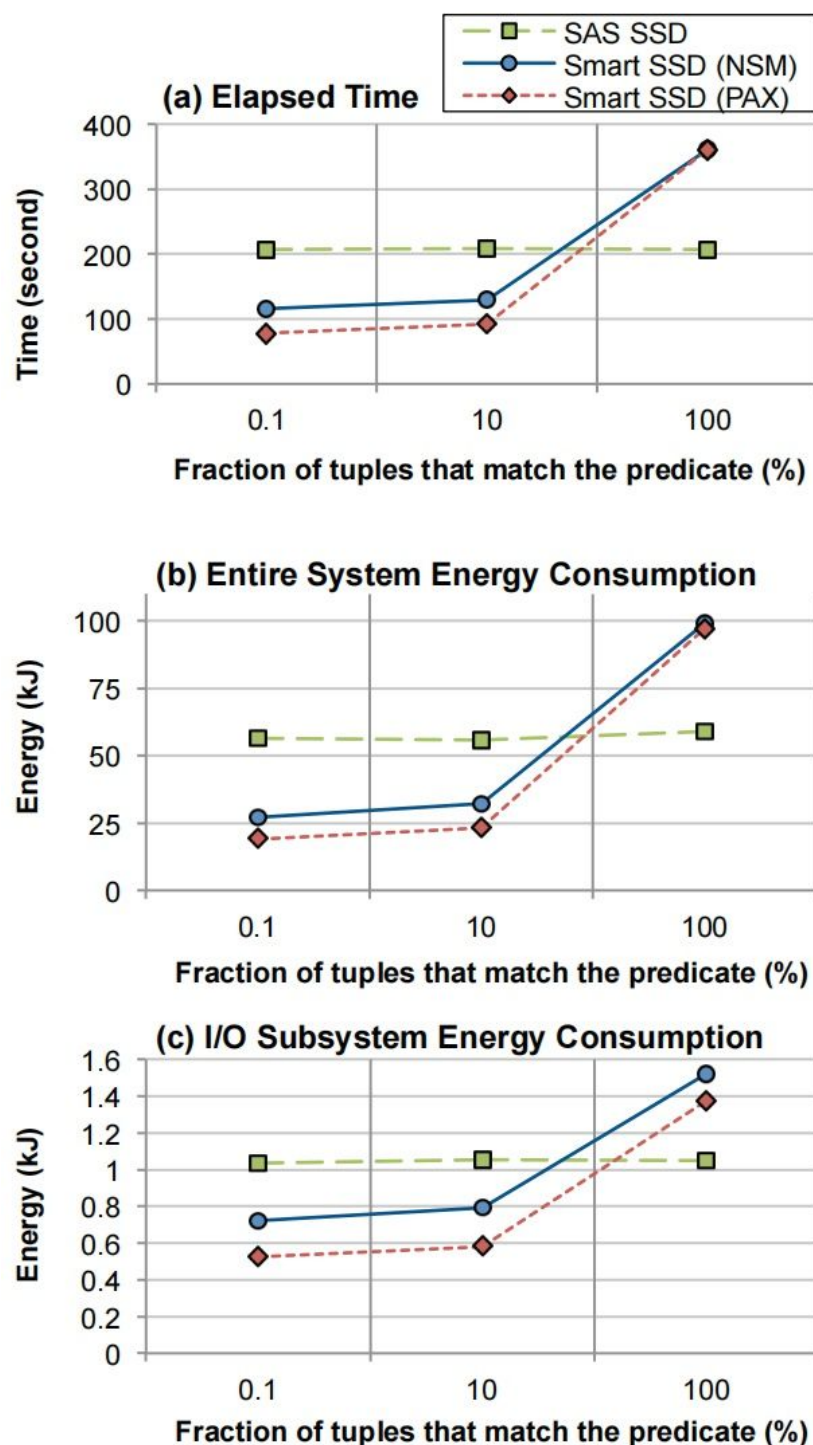 SAS SSD
Smart SSD (NSM)
Smart SSD (PAX)
(a) Elapsed Time
400
300
200
100
0
Time (second)
0.1 10 100
Fraction of tuples that match the predicate (%)
(b) Entire System Energy Consumption
100
75
50
25
0
Energy (kJ)
0.1 10 100
Fraction of tuples that match the predicate (%)
(c) I/O Subsystem Energy Consumption
1.6
1.4
1.2
1
0.8
0.6
0.4
0.2
0
Energy (kJ)
0.1 10 100
Fraction of tuples that match the predicate (%)